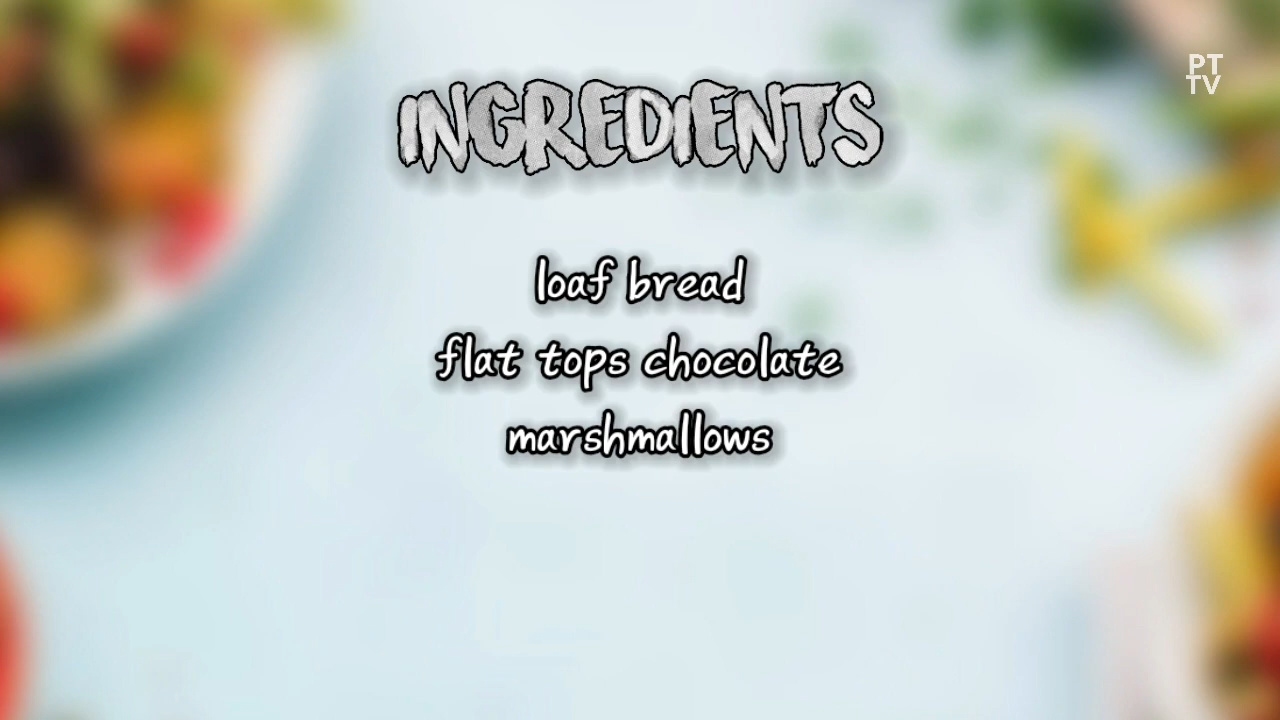 PT
TV
INGREDIENTS
loaf bread
flat tops chocolate
marshmallows